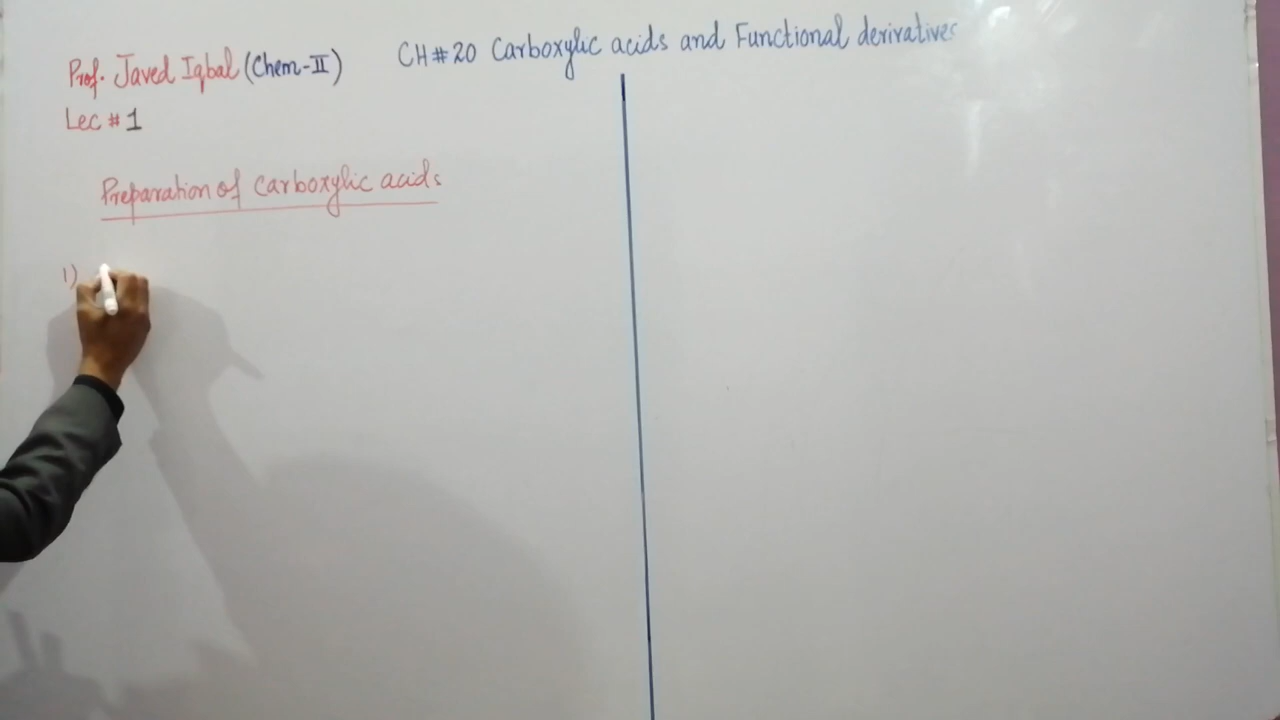 Prof. Javed Iqbal (Chem-II)
CH#20 Carboxylic acids and Functional derivatives
Lec # 1
Preparation of carboxylic acids
1)